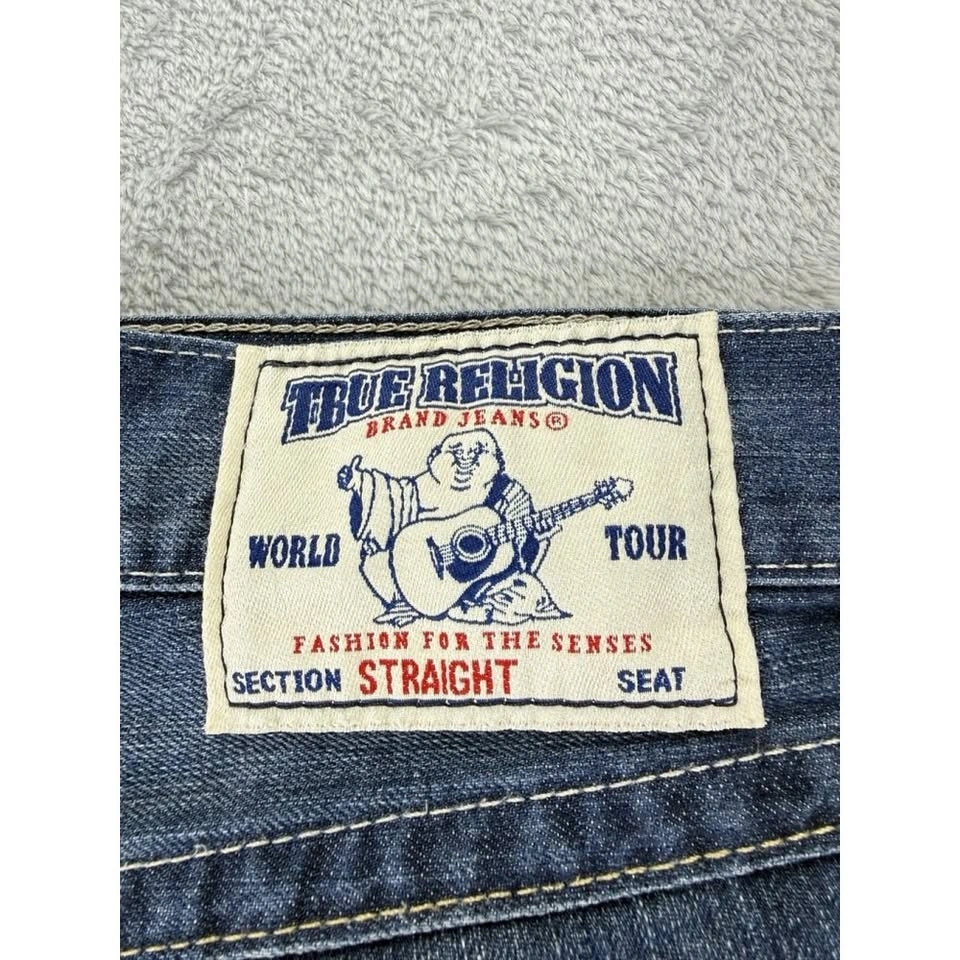 TRUE RELIGION
BRAND JEANS®
WORLD TOUR
FASHION FOR THE SENSES
SECTION STRAIGHT SEAT